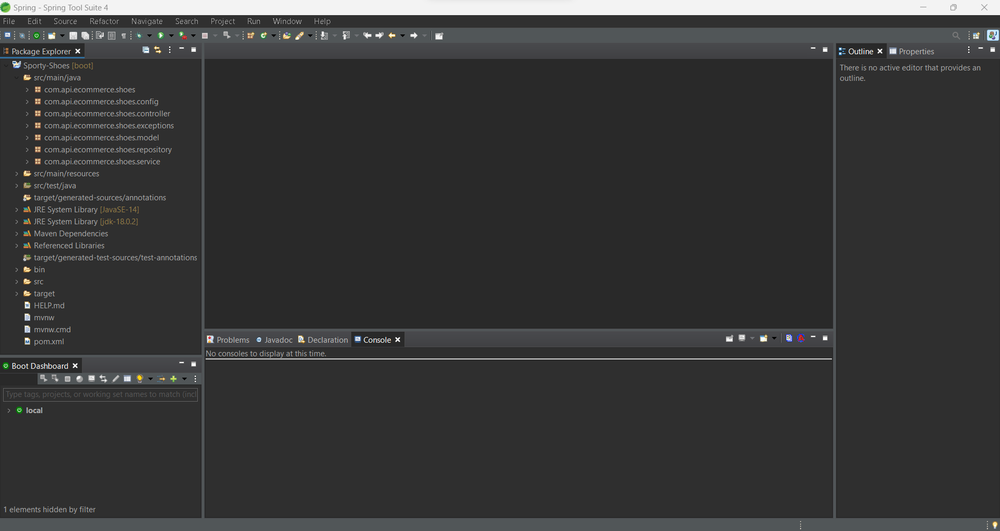 Spring - Spring Tool Suite 4
File Edit Source Refactor Navigate Search Project Run Window Help
Package Explorer
Sporty-Shoes [boot]
src/main/java
com.api.ecommerce.shoes
com.api.ecommerce.shoes.config
com.api.ecommerce.shoes.controller
com.api.ecommerce.shoes.exceptions
com.api.ecommerce.shoes.model
com.api.ecommerce.shoes.repository
com.api.ecommerce.shoes.service
src/main/resources
src/test/java
target/generated-sources/annotations
JRE System Library [JavaSE-14]
JRE System Library [jdk-18.0.2]
Maven Dependencies
Referenced Libraries
target/generated-test-sources/test-annotations
bin
src
target
HELP.md
mvnw
mvnw.cmd
pom.xml
Boot Dashboard
Type tags, projects, or working set names to match (incl
local
1 elements hidden by filter
Problems Javadoc Declaration Console
No consoles to display at this time.
Outline Properties
There is no active editor that provides an
outline.